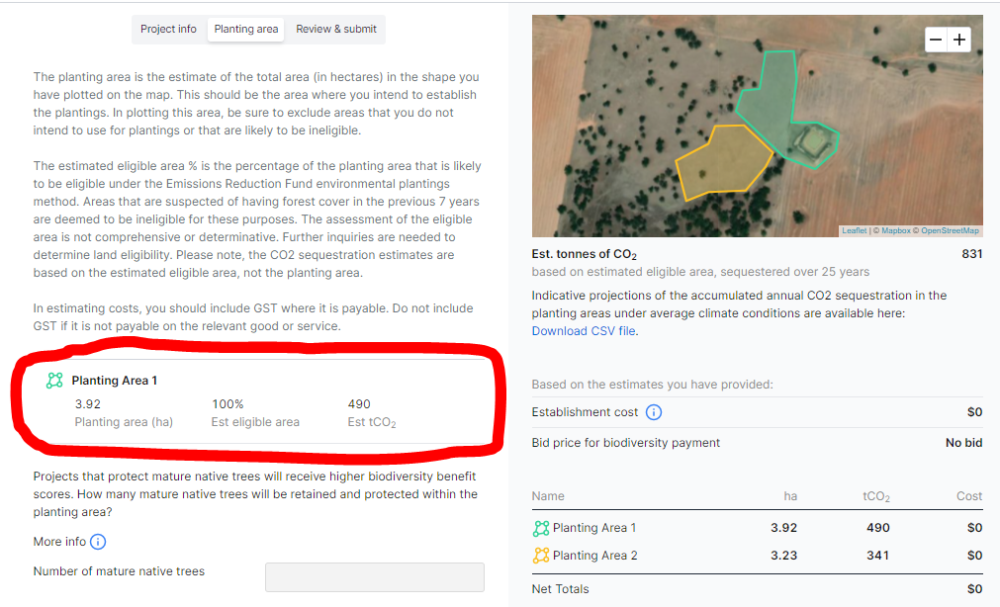 Project info
Planting area
Review & submit
The planting area is the estimate of the total area (in hectares) in the shape you
have plotted on the map. This should be the area where you intend to establish
the plantings. In plotting this area, be sure to exclude areas that you do not
intend to use for plantings or that are likely to be ineligible.
The estimated eligible area % is the percentage of the planting area that is likely
to be eligible under the Emissions Reduction Fund environmental plantings
method. Areas that are suspected of having forest cover in the previous 7 years
are deemed to be ineligible for these purposes. The assessment of the eligible
area is not comprehensive or determinative. Further inquiries are needed to
determine land eligibility. Please note, the CO2 sequestration estimates are
based on the estimated eligible area, not the planting area.
In estimating costs, you should include GST where it is payable. Do not include
GST if it is not payable on the relevant good or service.
Planting Area 1
3.92 100% 490
Planting area (ha) Est eligible area Est tCO₂
Projects that protect mature native trees will receive higher biodiversity benefit
scores. How many mature native trees will be retained and protected within the
planting area?
More info
Number of mature native trees
− +
Leaflet | © Mapbox © OpenStreetMap
Est. tonnes of CO₂ 831
based on estimated eligible area, sequestered over 25 years
Indicative projections of the accumulated annual CO2 sequestration in the
planting areas under average climate conditions are available here:
Download CSV file.
Based on the estimates you have provided:
Establishment cost $0
Bid price for biodiversity payment No bid
Name ha tCO₂ Cost
Planting Area 1 3.92 490 $0
Planting Area 2 3.23 341 $0
Net Totals $0